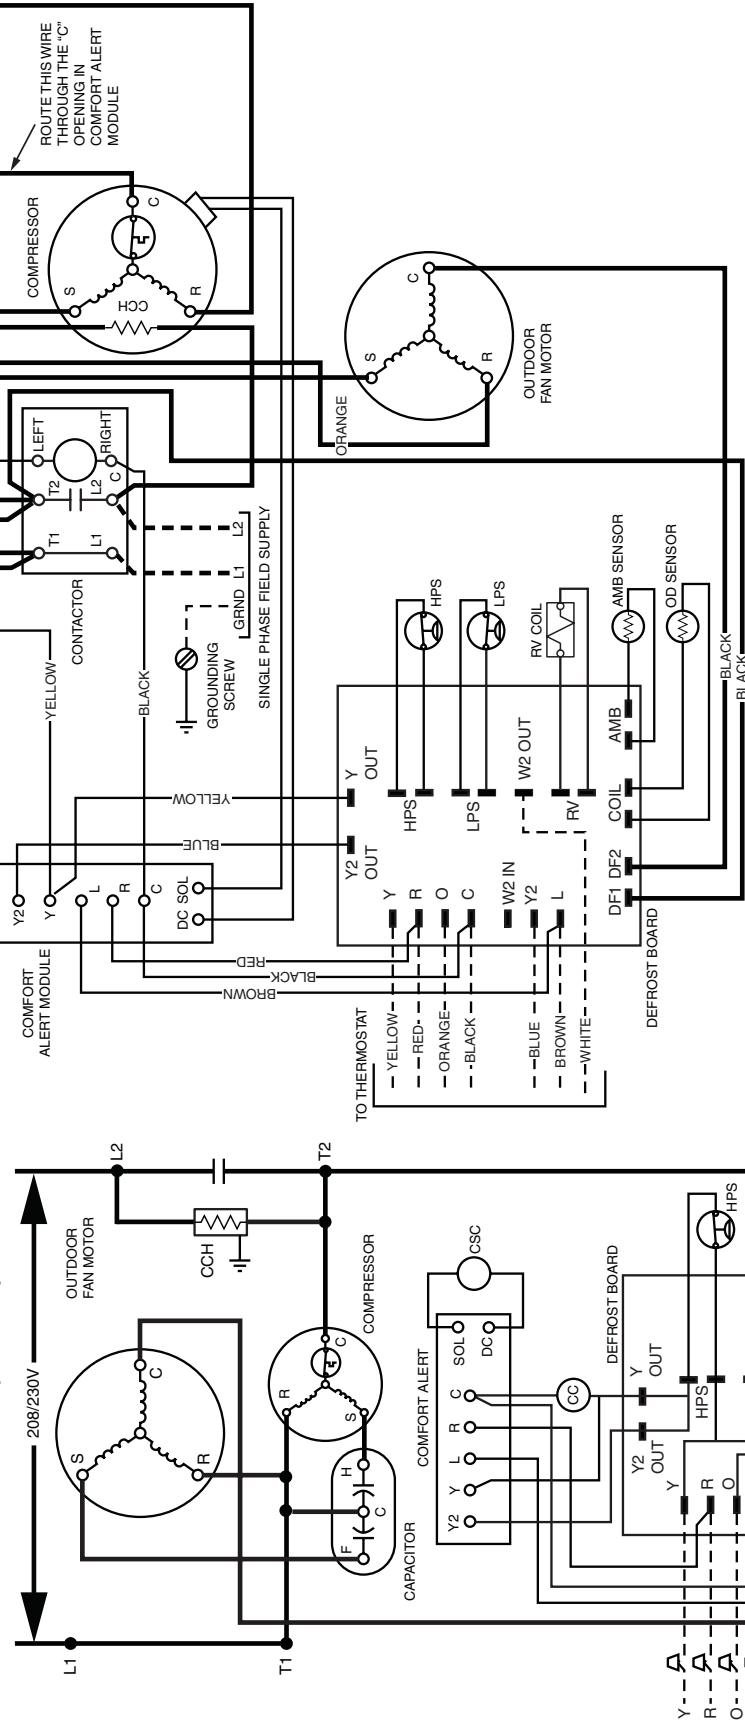 ROUTE THIS WIRE
THROUGH THE "C"
OPENING IN
COMFORT ALERT
MODULE
COMPRESSOR
S
C
R
CCH
S
C
R
OUTDOOR
FAN MOTOR
ORANGE
LEFT
RIGHT
T2
L2
C
T1
L1
CONTACTOR
L2
L1
GRND
SINGLE PHASE FIELD SUPPLY
GROUNDING
SCREW
YELLOW
BLACK
HPS
LPS
RV COIL
AMB SENSOR
OD SENSOR
BLACK
BLACK
YELLOW
BLUE
Y
OUT
Y2
OUT
HPS
LPS
W2 OUT
RV
AMB
COIL
DF2
DF1
Y
R
O
C
W2 IN
Y2
L
DEFROST BOARD
Y2
Y
L
R
C
DC SOL
COMFORT
ALERT MODULE
RED
BLACK
BROWN
TO THERMOSTAT
YELLOW
RED
ORANGE
BLACK
BLUE
BROWN
WHITE
L2
T2
208/230V
OUTDOOR
FAN MOTOR
CCH
C
S
R
COMPRESSOR
C
R
S
H
C
F
CAPACITOR
L1
T1
CSC
COMFORT ALERT
SOL
DC
C
R
L
Y
Y2
CC
DEFROST BOARD
HPS
Y
OUT
Y2
OUT
HPS
Y
R
O
Y
R
O